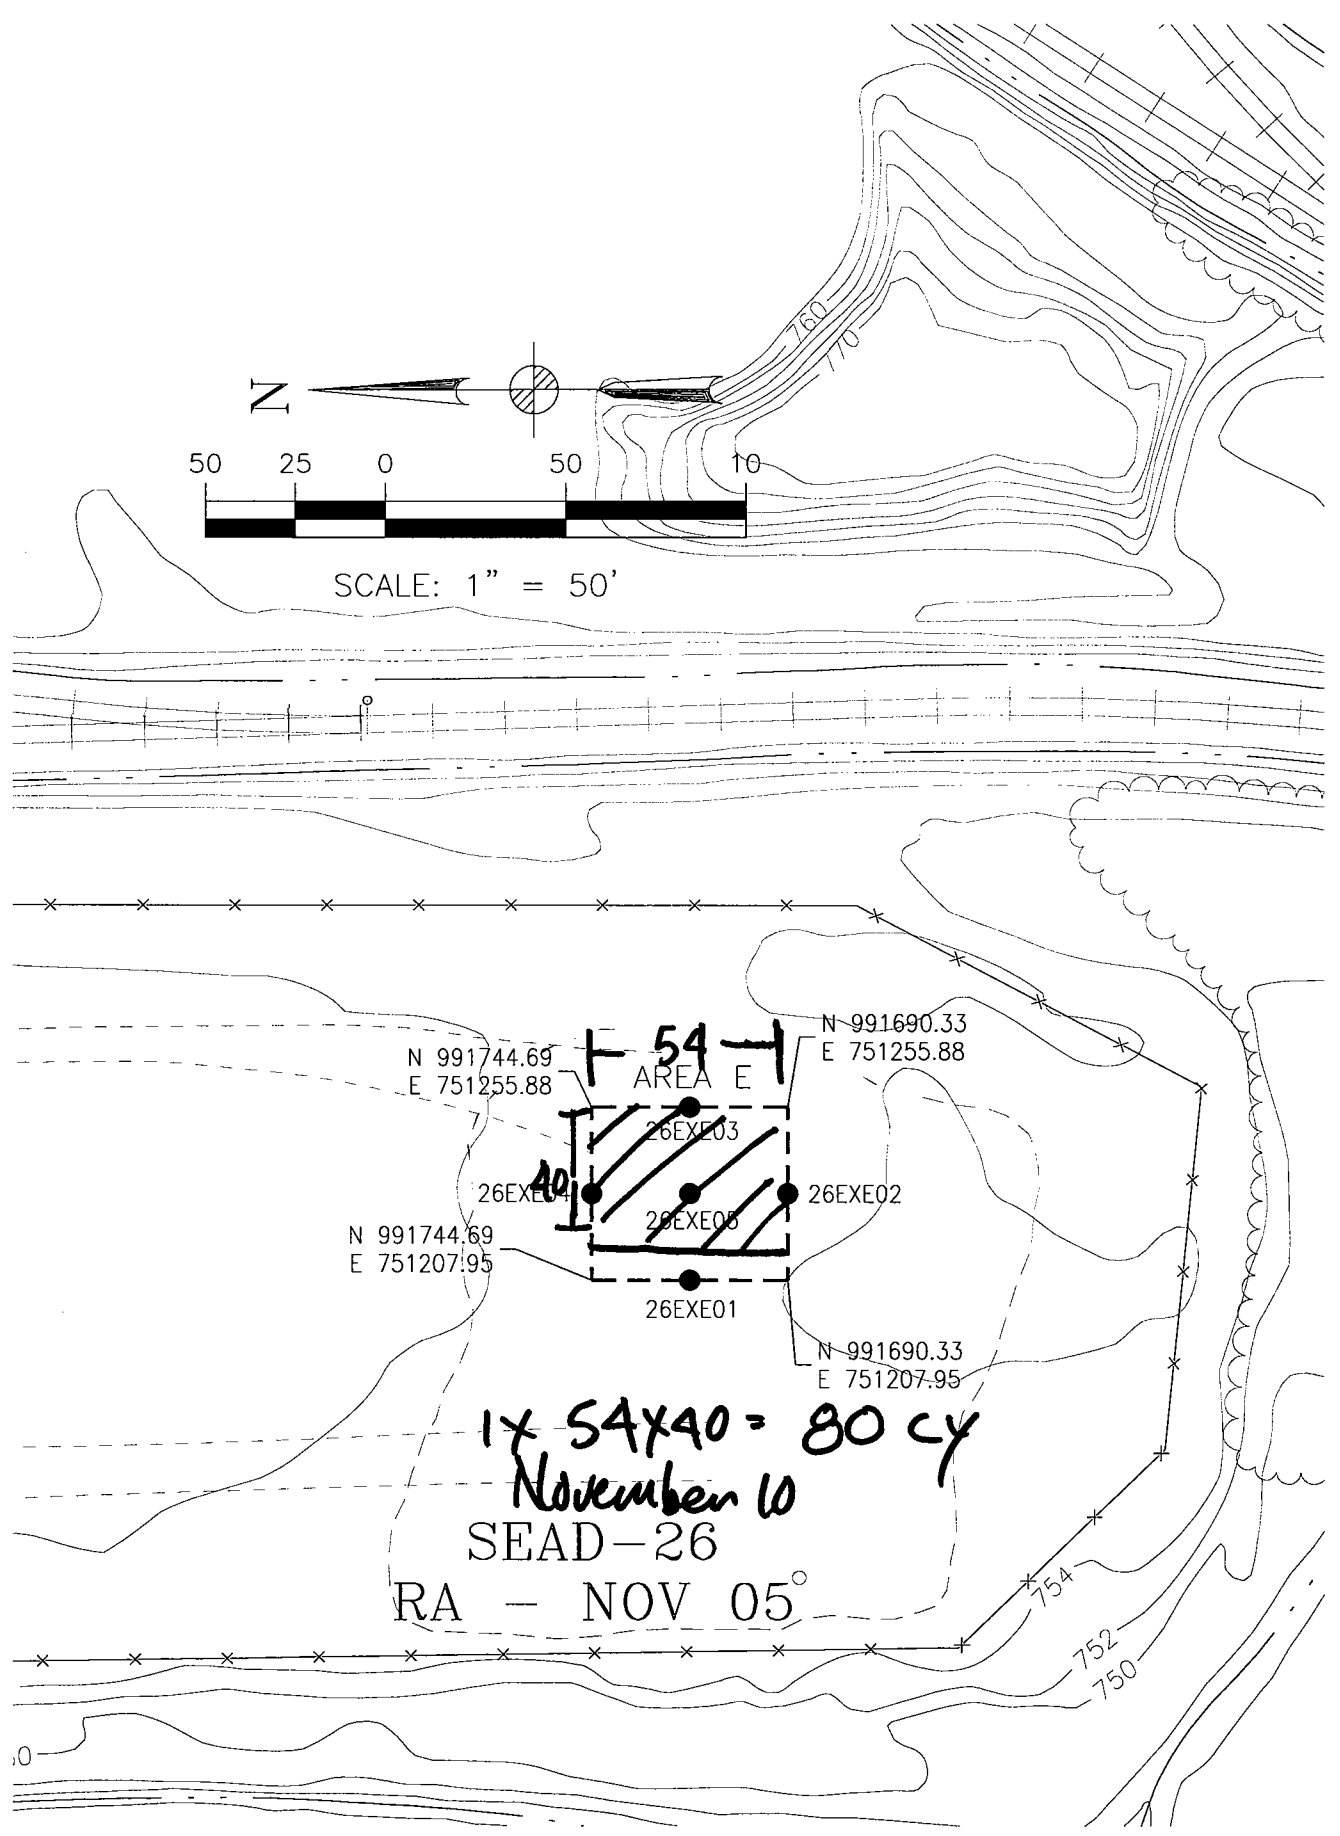 760
770
N
50 25 0 50 10
SCALE: 1" = 50'
54
N 991690.33
E 751255.88
N 991744.69
E 751255.88
AREA E
26EXE03
40
26EXE04
26EXE02
26EXE05
N 991744.69
E 751207.95
26EXE01
N 991690.33
E 751207.95
1 X 54X40 = 80 CY
November 10
SEAD-26
RA - NOV 05
754
752
750